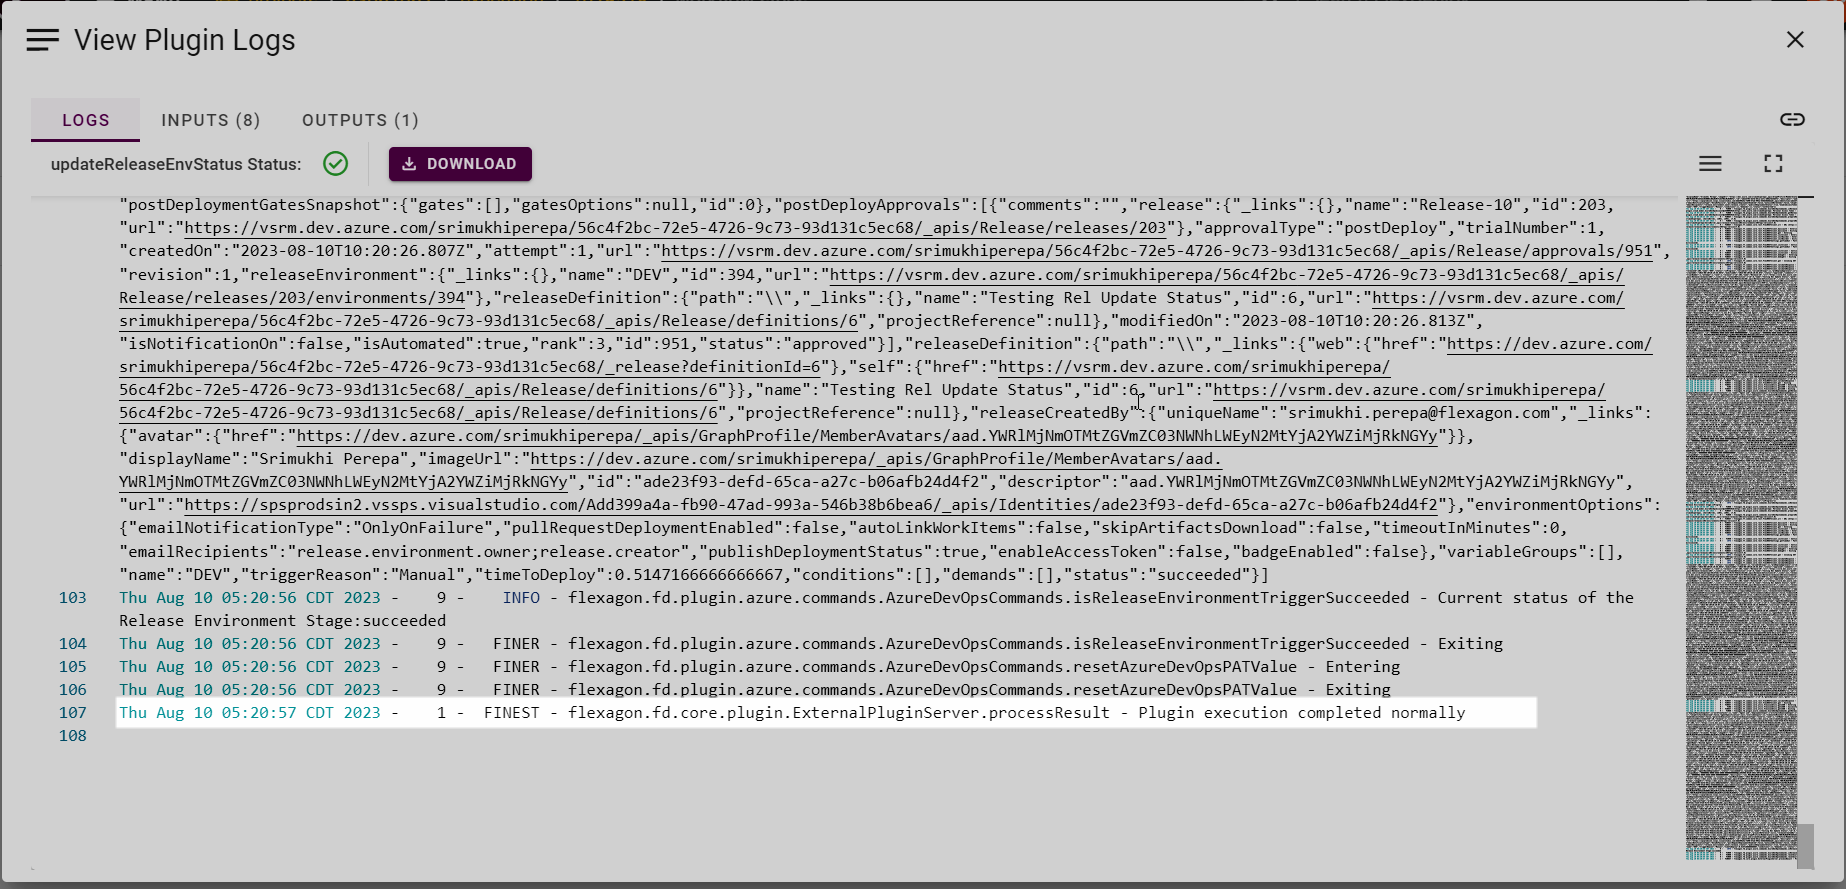 View Plugin Logs
LOGS INPUTS (8) OUTPUTS (1)
updateReleaseEnvStatus Status: DOWNLOAD
"postDeploymentGatesSnapshot":{"gates":[],"gatesOptions":null,"id":0},"postDeployApprovals":[{"comments":"","release":{"_links":{},"name":"Release-10","id":203,
"url":"https://vsrm.dev.azure.com/srimukhiperepa/56c4f2bc-72e5-4726-9c73-93d131c5ec68/_apis/Release/releases/203"},"approvalType":"postDeploy","trialNumber":1,
"createdOn":"2023-08-10T10:20:26.807Z","attempt":1,"url":"https://vsrm.dev.azure.com/srimukhiperepa/56c4f2bc-72e5-4726-9c73-93d131c5ec68/_apis/Release/approvals/951",
"revision":1,"releaseEnvironment":{"_links":{},"name":"DEV","id":394,"url":"https://vsrm.dev.azure.com/srimukhiperepa/56c4f2bc-72e5-4726-9c73-93d131c5ec68/_apis/
Release/releases/203/environments/394"},"releaseDefinition":{"path":"\\","_links":{},"name":"Testing Rel Update Status","id":6,"url":"https://vsrm.dev.azure.com/
srimukhiperepa/56c4f2bc-72e5-4726-9c73-93d131c5ec68/_apis/Release/definitions/6","projectReference":null},"modifiedOn":"2023-08-10T10:20:26.813Z",
"isNotificationOn":false,"isAutomated":true,"rank":3,"id":951,"status":"approved"}],"releaseDefinition":{"path":"\\","_links":{"web":{"href":"https://dev.azure.com/
srimukhiperepa/56c4f2bc-72e5-4726-9c73-93d131c5ec68/_release?definitionId=6"},"self":{"href":"https://vsrm.dev.azure.com/srimukhiperepa/
56c4f2bc-72e5-4726-9c73-93d131c5ec68/_apis/Release/definitions/6"}},"name":"Testing Rel Update Status","id":6,"url":"https://vsrm.dev.azure.com/srimukhiperepa/
56c4f2bc-72e5-4726-9c73-93d131c5ec68/_apis/Release/definitions/6","projectReference":null},"releaseCreatedBy":{"uniqueName":"srimukhi.perepa@flexagon.com","_links":
{"avatar":{"href":"https://dev.azure.com/srimukhiperepa/_apis/GraphProfile/MemberAvatars/aad.YWRlMjNmOTMtZGVmZC03NWNhLWEyN2MtYjA2YWZiMjRkNGYy"}},
"displayName":"Srimukhi Perepa","imageUrl":"https://dev.azure.com/srimukhiperepa/_apis/GraphProfile/MemberAvatars/aad.
YWRlMjNmOTMtZGVmZC03NWNhLWEyN2MtYjA2YWZiMjRkNGYy","id":"ade23f93-defd-65ca-a27c-b06afb24d4f2","descriptor":"aad.YWRlMjNmOTMtZGVmZC03NWNhLWEyN2MtYjA2YWZiMjRkNGYy",
"url":"https://spsprodsin2.vssps.visualstudio.com/Add399a4a-fb90-47ad-993a-546b38b6bea6/_apis/Identities/ade23f93-defd-65ca-a27c-b06afb24d4f2"},"environmentOptions":
{"emailNotificationType":"OnlyOnFailure","pullRequestDeploymentEnabled":false,"autoLinkWorkItems":false,"skipArtifactsDownload":false,"timeoutInMinutes":0,
"emailRecipients":"release.environment.owner;release.creator","publishDeploymentStatus":true,"enableAccessToken":false,"badgeEnabled":false},"variableGroups":[],
"name":"DEV","triggerReason":"Manual","timeToDeploy":0.5147166666666667,"conditions":[],"demands":[],"status":"succeeded"}]
103 Thu Aug 10 05:20:56 CDT 2023 - 9 - INFO - flexagon.fd.plugin.azure.commands.AzureDevOpsCommands.isReleaseEnvironmentTriggerSucceeded - Current status of the
Release Environment Stage:succeeded
104 Thu Aug 10 05:20:56 CDT 2023 - 9 - FINER - flexagon.fd.plugin.azure.commands.AzureDevOpsCommands.isReleaseEnvironmentTriggerSucceeded - Exiting
105 Thu Aug 10 05:20:56 CDT 2023 - 9 - FINER - flexagon.fd.plugin.azure.commands.AzureDevOpsCommands.resetAzureDevOpsPATValue - Entering
106 Thu Aug 10 05:20:56 CDT 2023 - 9 - FINER - flexagon.fd.plugin.azure.commands.AzureDevOpsCommands.resetAzureDevOpsPATValue - Exiting
107 Thu Aug 10 05:20:57 CDT 2023 - 1 - FINEST - flexagon.fd.core.plugin.ExternalPluginServer.processResult - Plugin execution completed normally
108